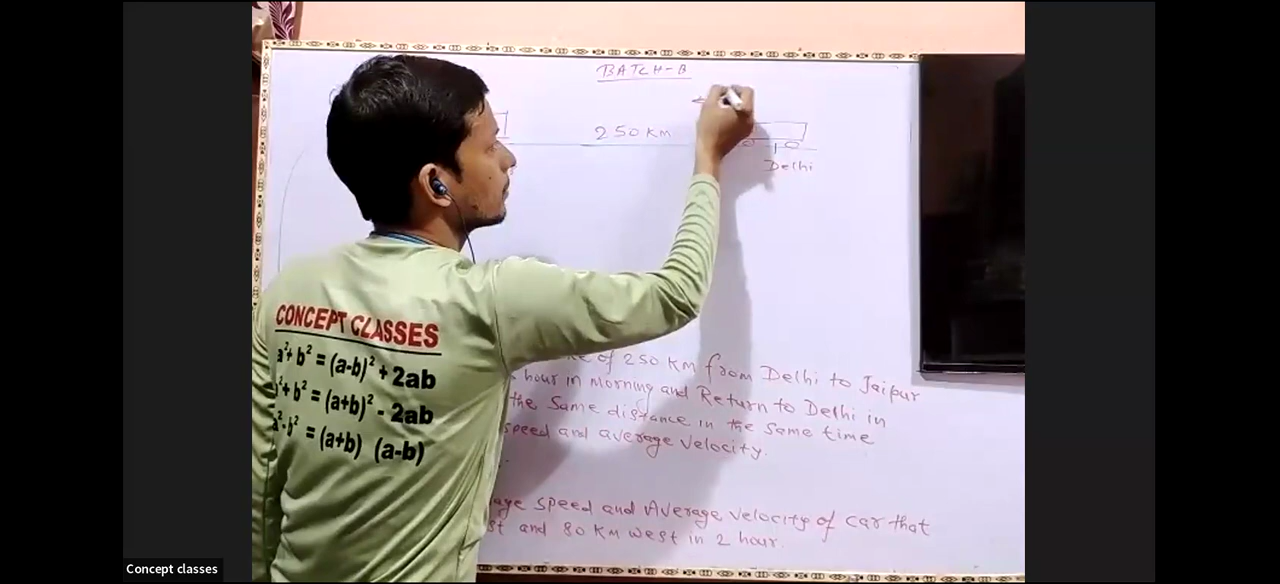 BATCH-B
250 KM
Delhi
of 250 KM from Delhi to Jaipur
hour in Morning and Return to Delhi in
the Same distance in the Same time
speed and average velocity.
Speed and Average velocity of car that
and 80 KM west in 2 hour.
CONCEPT CLASSES
a²+b² = (a-b)² + 2ab
²+b² = (a+b)² - 2ab
a²-b² = (a+b) (a-b)
Concept classes